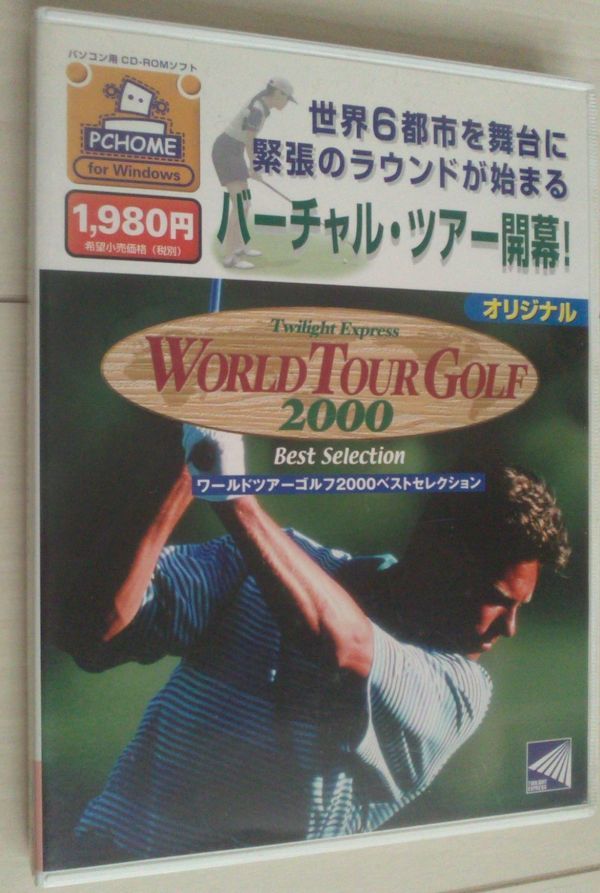 パソコン用 CD-ROMソフト
PCHOME
for Windows
1,980円
希望小売価格(税別)
世界6都市を舞台に
緊張のラウンドが始まる
バーチャル・ツアー開幕!
オリジナル
Twilight Express
WORLD TOUR GOLF
2000
Best Selection
ワールドツアーゴルフ2000ベストセレクション
TWILIGHT
EXPRESS